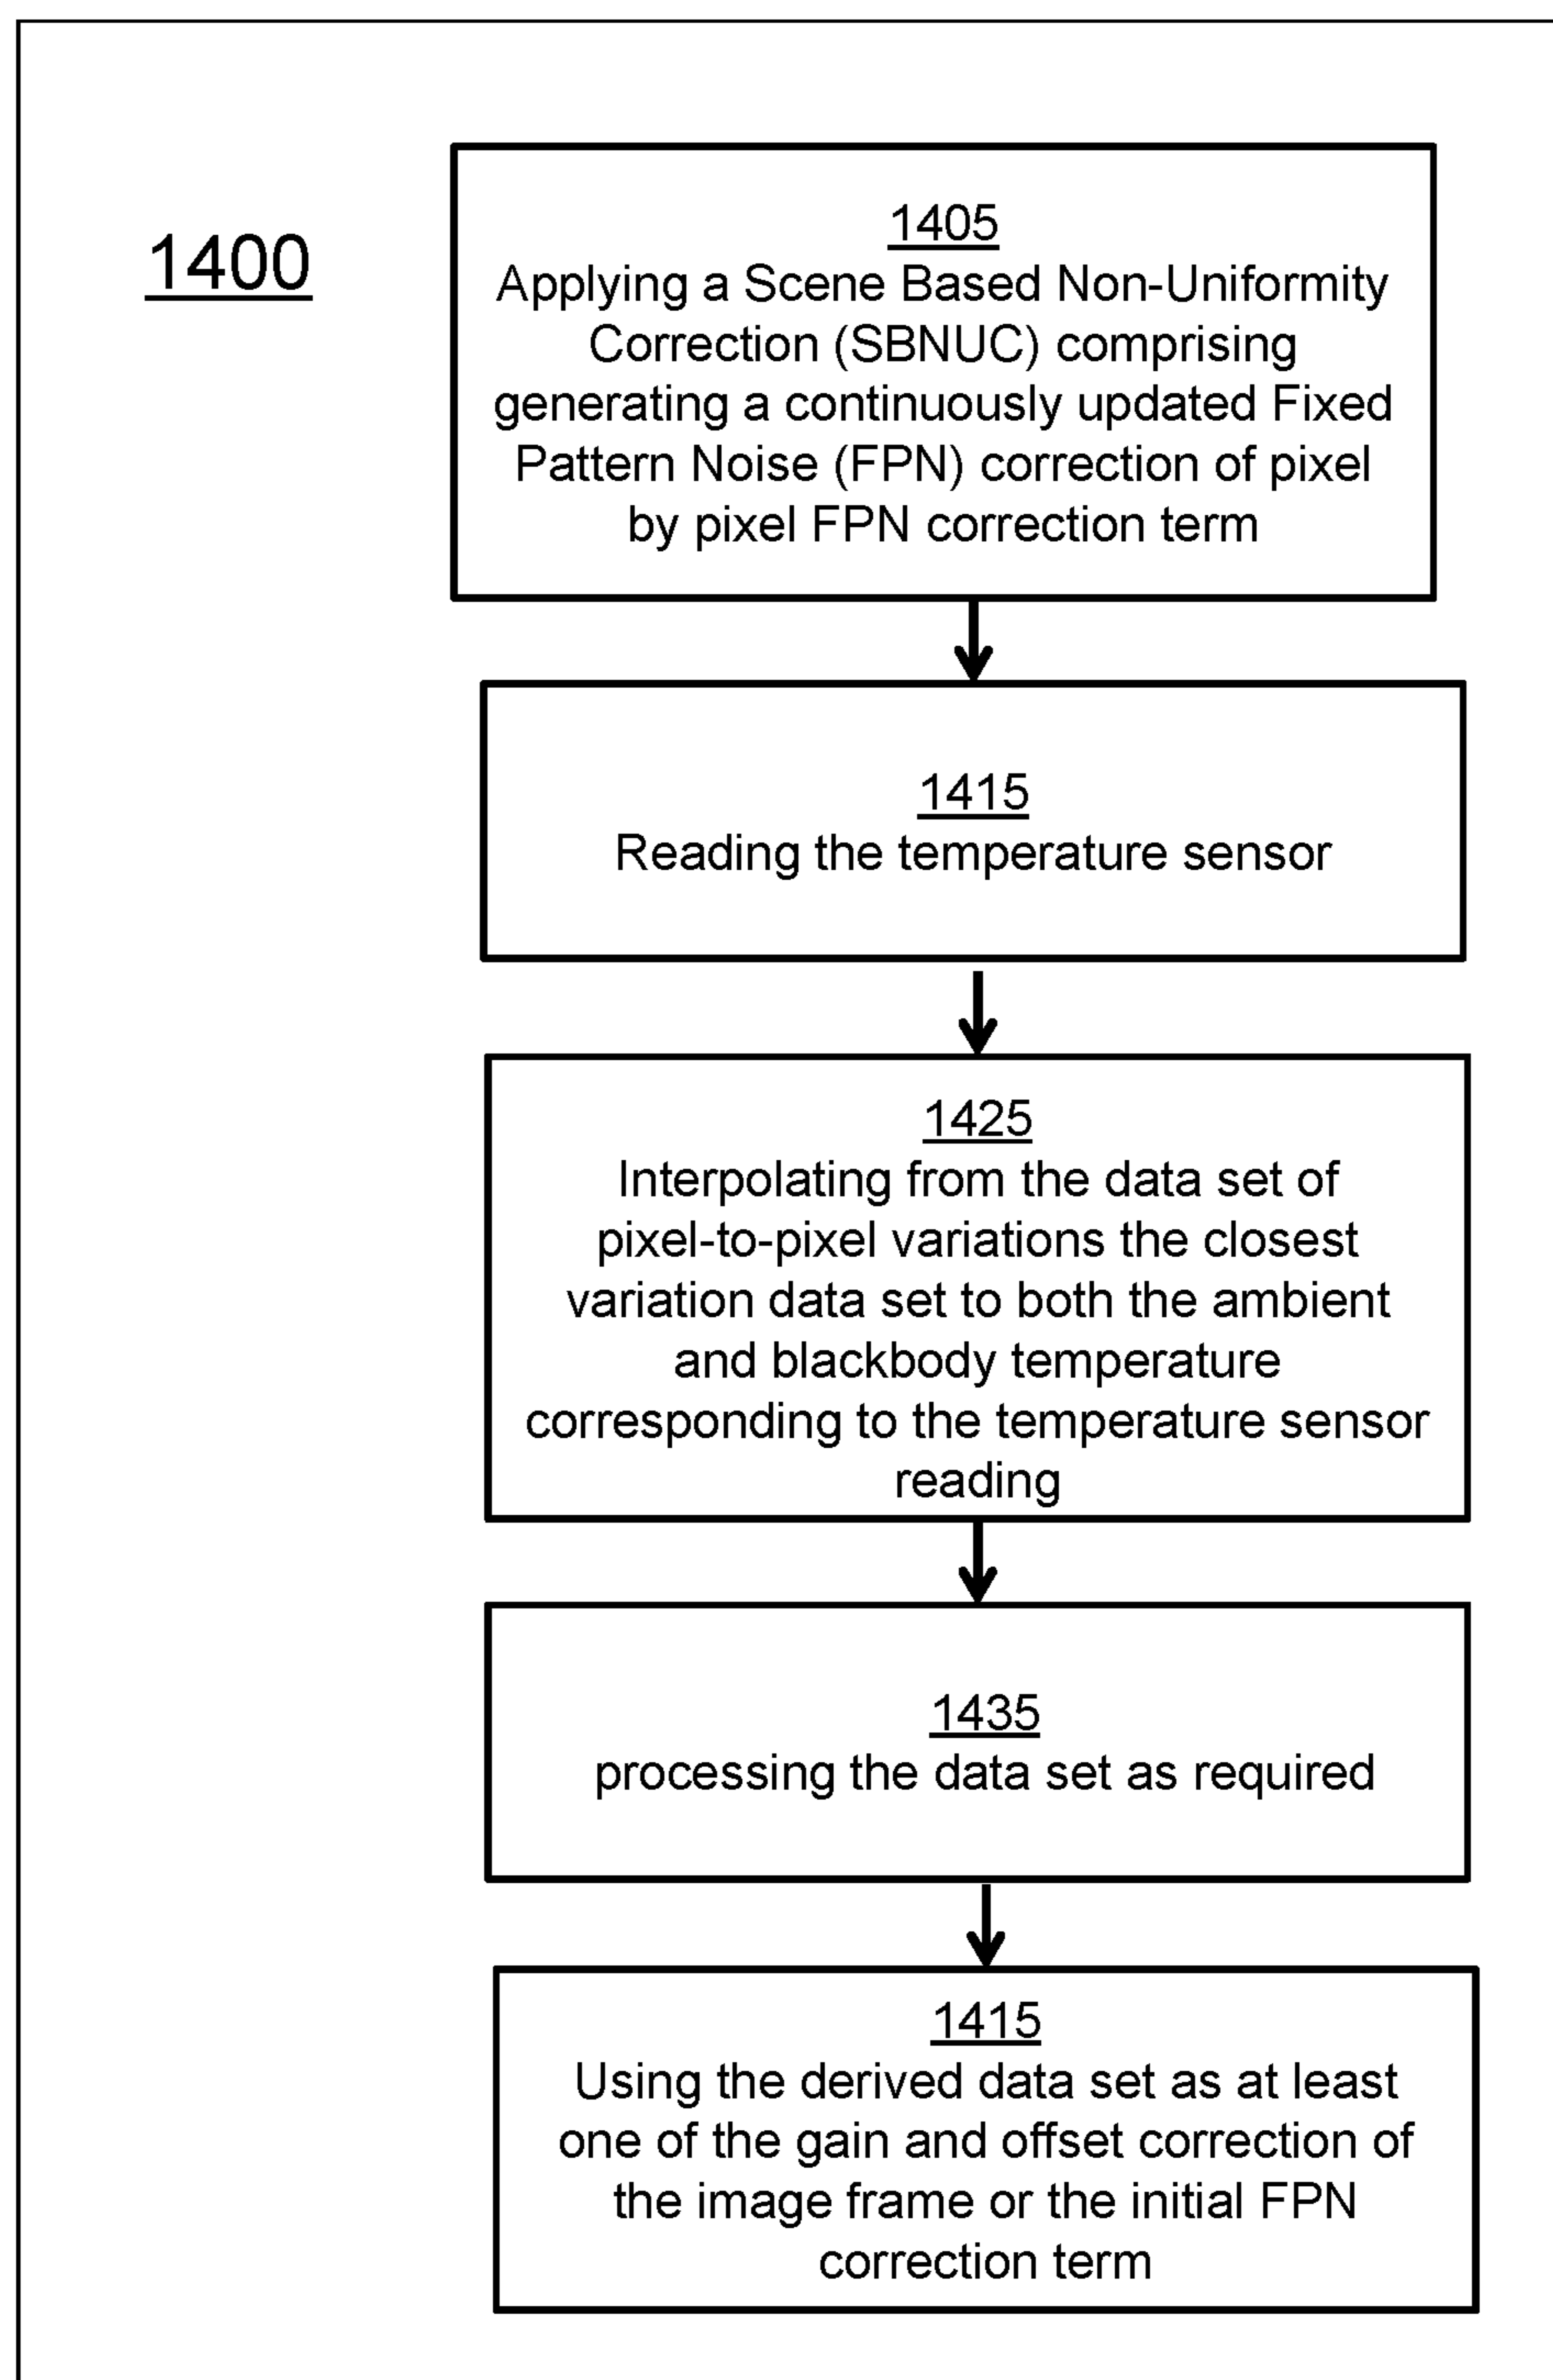 1400
1405
Applying a Scene Based Non-Uniformity
Correction (SBNUC) comprising
generating a continuously updated Fixed
Pattern Noise (FPN) correction of pixel
by pixel FPN correction term
1415
Reading the temperature sensor
1425
Interpolating from the data set of
pixel-to-pixel variations the closest
variation data set to both the ambient
and blackbody temperature
corresponding to the temperature sensor
reading
1435
processing the data set as required
1415
Using the derived data set as at least
one of the gain and offset correction of
the image frame or the initial FPN
correction term